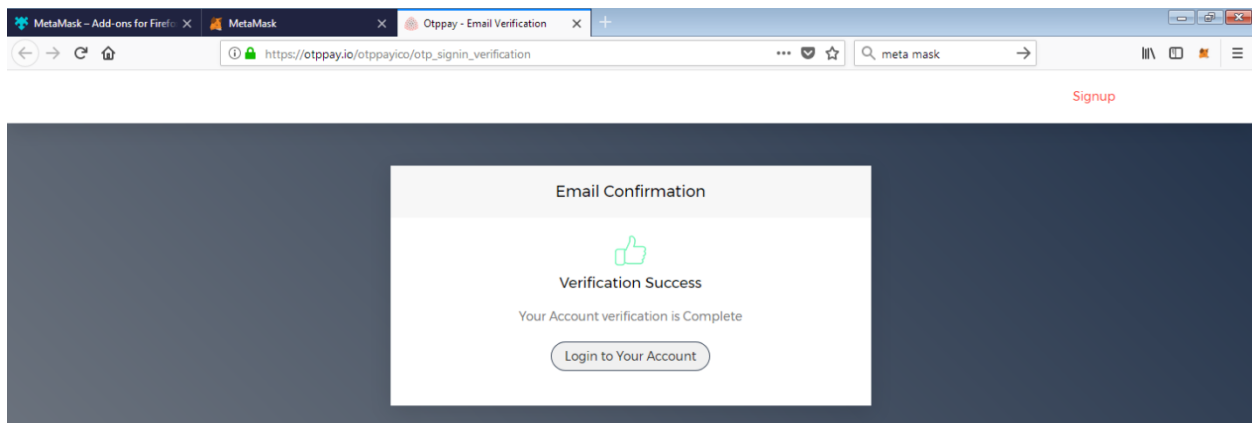 MetaMask – Add-ons for Firefo
MetaMask
Otppay - Email Verification
https://otppay.io/otppayico/otp_signin_verification
meta mask
Signup
Email Confirmation
Verification Success
Your Account verification is Complete
Login to Your Account